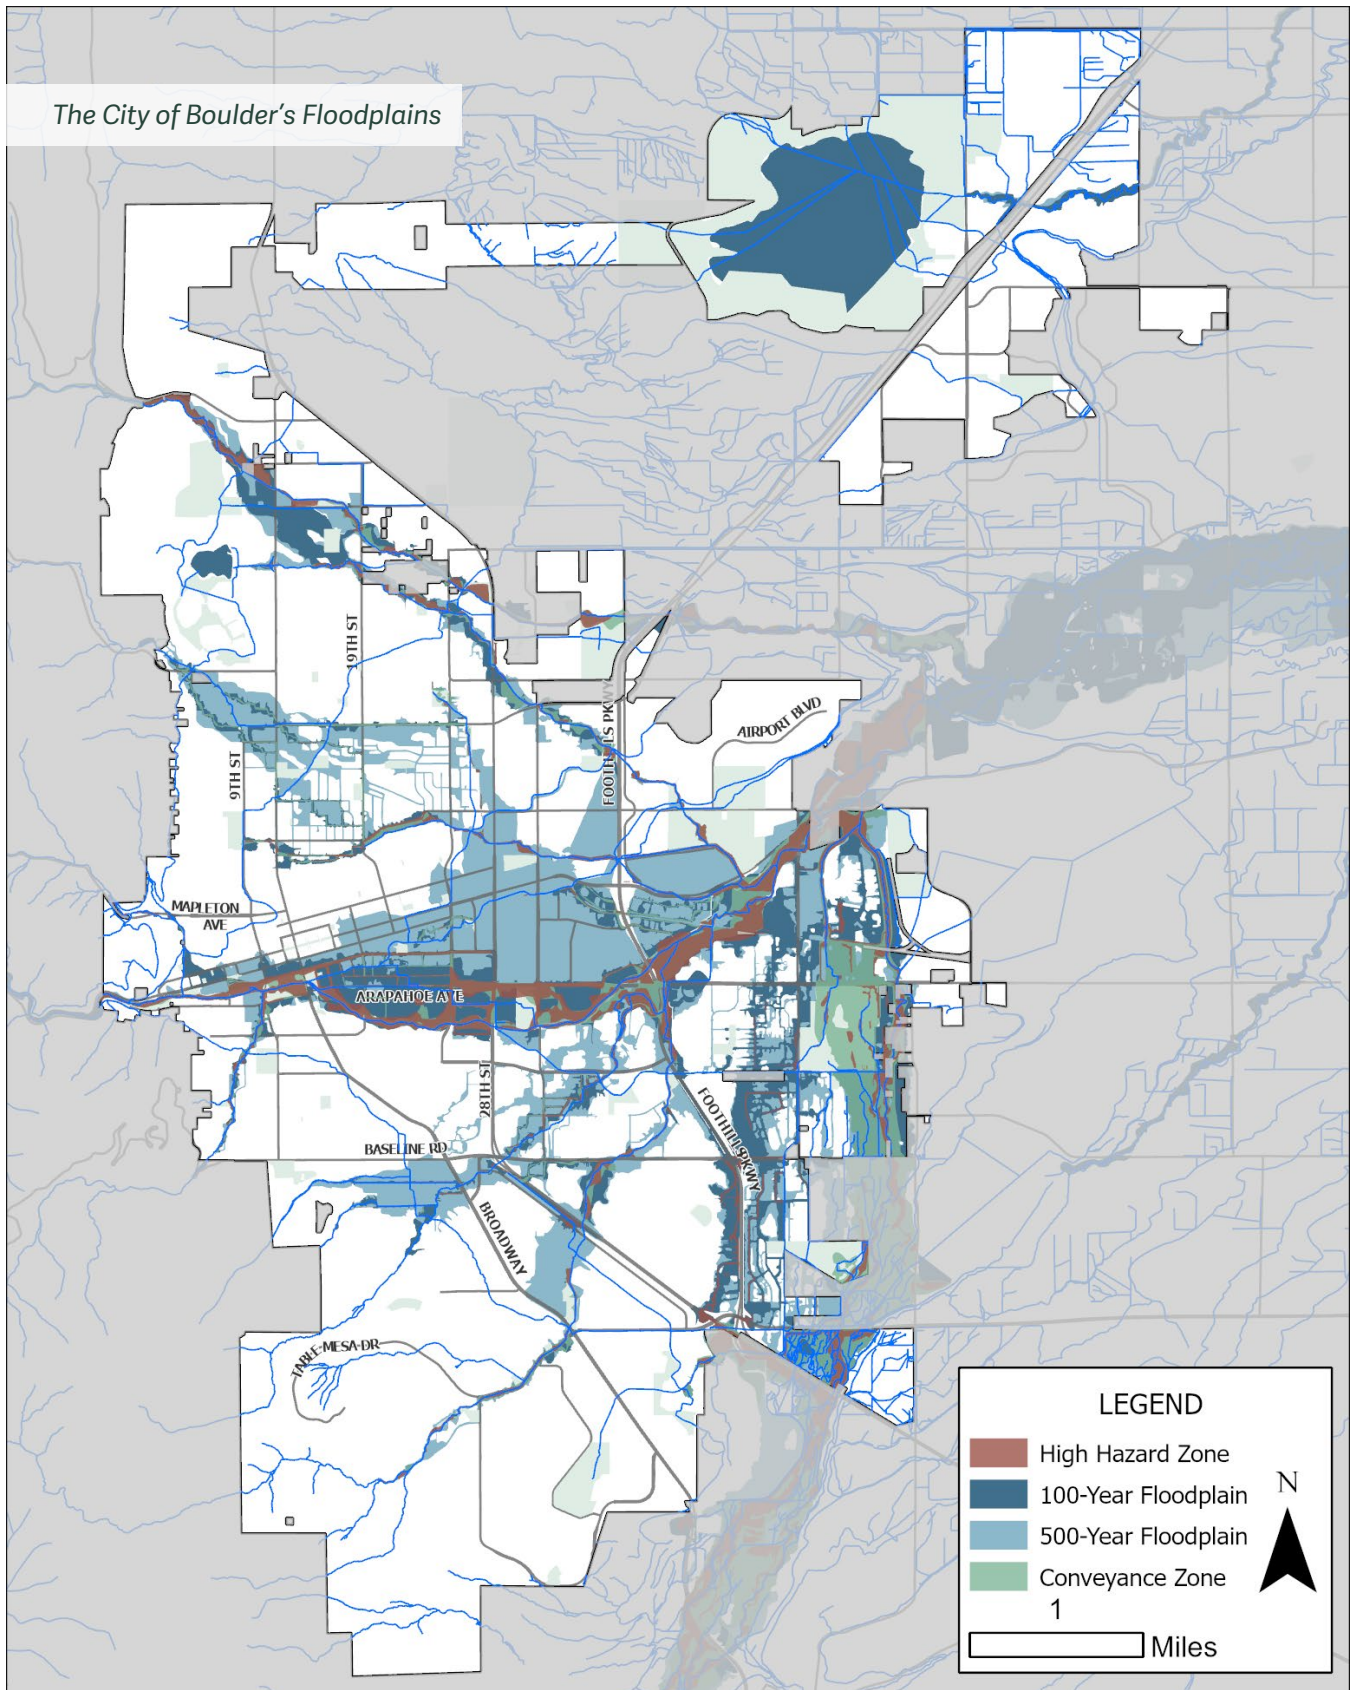 The City of Boulder's Floodplains
19TH ST
FOOTHILLS PKWY
AIRPORT BLVD
9TH ST
MAPLETON
AVE
ARAPAHOE AVE
28TH ST
FOOTHILLS PKWY
BASELINE RD
BROADWAY
TABLE MESA DR
LEGEND
High Hazard Zone
N
100-Year Floodplain
500-Year Floodplain
Conveyance Zone
1
Miles